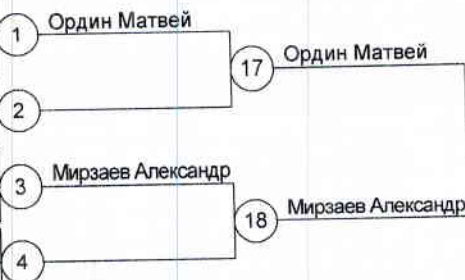 1 Ордин Матвей
17 Ордин Матвей
2
3 Мирзаев Александр
18 Мирзаев Александр
4